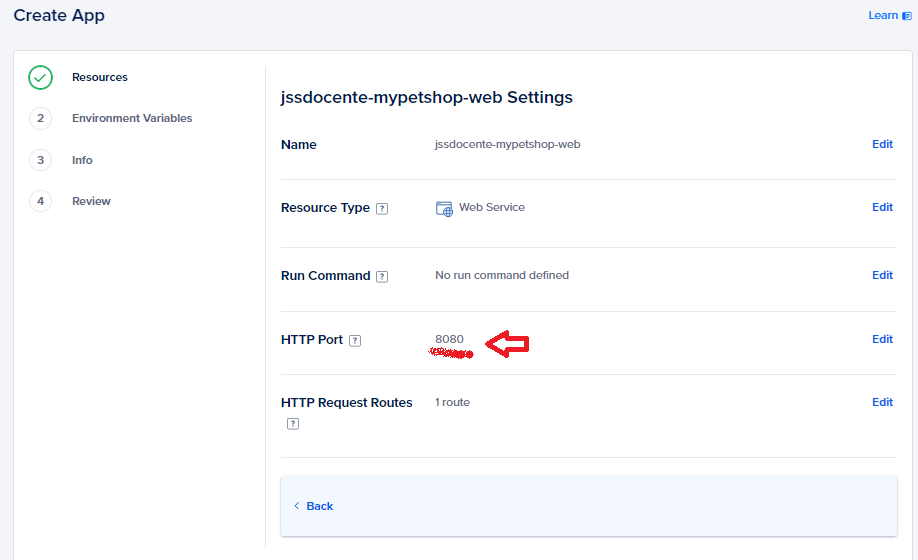 Create App
Learn
Resources
2 Environment Variables
3 Info
4 Review
jssdocente-mypetshop-web Settings
Name jssdocente-mypetshop-web Edit
Resource Type ? Web Service Edit
Run Command ? No run command defined Edit
HTTP Port ? 8080 Edit
HTTP Request Routes 1 route Edit
?
< Back